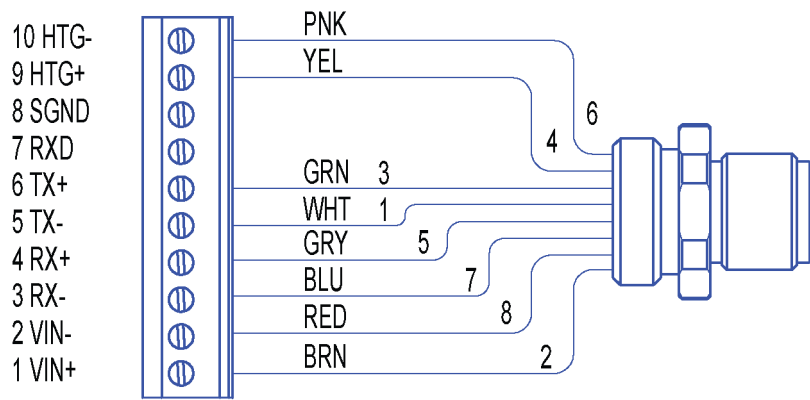 10 HTG- PNK
9 HTG+ YEL
8 SGND 6
7 RXD 4
6 TX+ GRN 3
5 TX- WHT 1
4 RX+ GRY 5
3 RX- BLU 7
2 VIN- RED 8
1 VIN+ BRN 2